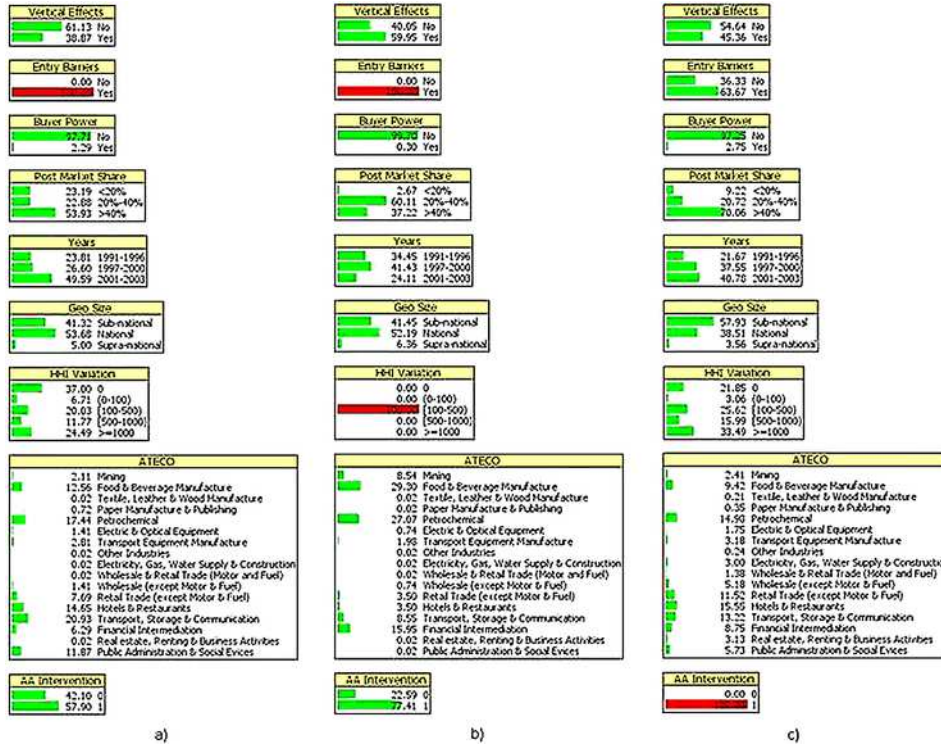 Vertical Effects
61.13 No
38.87 Yes
Entry Barriers
0.00 No
Yes
Buyer Power
97.71 No
2.29 Yes
Post Market Share
23.19 <20%
22.88 20%-40%
53.93 >40%
Years
23.81 1991-1996
26.60 1997-2000
49.59 2001-2003
Geo Size
41.32 Sub-national
53.68 National
5.00 Supra-national
HHI Variation
37.00 0
6.71 (0-100)
20.03 [100-500)
11.77 [500-1000)
24.49 >=1000
ATECO
2.11 Mining
12.56 Food & Beverage Manufacture
0.02 Textile, Leather & Wood Manufacture
0.72 Paper Manufacture & Publishing
17.44 Petrochemical
1.41 Electric & Optical Equipment
2.81 Transport Equipment Manufacture
0.02 Other Industries
0.02 Electricity, Gas, Water Supply & Construction
0.02 Wholesale & Retail Trade (Motor and Fuel)
1.41 Wholesale (except Motor & Fuel)
7.69 Retail Trade (except Motor & Fuel)
14.65 Hotels & Restaurants
20.93 Transport, Storage & Communication
6.29 Financial Intermediation
0.02 Real estate, Renting & Business Activities
11.87 Public Administration & Social Evices
AA Intervention
42.10 0
57.90 1
a)
Vertical Effects
40.05 No
59.95 Yes
Entry Barriers
0.00 No
Yes
Buyer Power
99.70 No
0.30 Yes
Post Market Share
2.67 <20%
60.11 20%-40%
37.22 >40%
Years
34.45 1991-1996
41.43 1997-2000
24.11 2001-2003
Geo Size
41.45 Sub-national
52.19 National
6.36 Supra-national
HHI Variation
0.00 0
0.00 (0-100)
[100-500)
0.00 [500-1000)
0.00 >=1000
ATECO
8.54 Mining
29.30 Food & Beverage Manufacture
0.02 Textile, Leather & Wood Manufacture
0.02 Paper Manufacture & Publishing
27.07 Petrochemical
0.74 Electric & Optical Equipment
1.98 Transport Equipment Manufacture
0.02 Other Industries
0.02 Electricity, Gas, Water Supply & Construction
0.02 Wholesale & Retail Trade (Motor and Fuel)
0.74 Wholesale (except Motor & Fuel)
3.50 Retail Trade (except Motor & Fuel)
3.50 Hotels & Restaurants
8.55 Transport, Storage & Communication
15.95 Financial Intermediation
0.02 Real estate, Renting & Business Activities
0.02 Public Administration & Social Evices
AA Intervention
22.59 0
77.41 1
b)
Vertical Effects
54.64 No
45.36 Yes
Entry Barriers
36.33 No
63.67 Yes
Buyer Power
97.25 No
2.75 Yes
Post Market Share
9.22 <20%
20.72 20%-40%
70.06 >40%
Years
21.67 1991-1996
37.55 1997-2000
40.78 2001-2003
Geo Size
57.93 Sub-national
38.51 National
3.56 Supra-national
HHI Variation
21.85 0
3.06 (0-100)
25.62 [100-500)
15.99 [500-1000)
33.49 >=1000
ATECO
2.41 Mining
9.42 Food & Beverage Manufacture
0.21 Textile, Leather & Wood Manufacture
0.35 Paper Manufacture & Publishing
14.98 Petrochemical
1.75 Electric & Optical Equipment
3.18 Transport Equipment Manufacture
0.24 Other Industries
3.00 Electricity, Gas, Water Supply & Constructio
1.38 Wholesale & Retail Trade (Motor and Fuel)
5.18 Wholesale (except Motor & Fuel)
11.52 Retail Trade (except Motor & Fuel)
15.55 Hotels & Restaurants
13.22 Transport, Storage & Communication
8.75 Financial Intermediation
3.13 Real estate, Renting & Business Activities
5.73 Public Administration & Social Evices
AA Intervention
0.00 0
1
c)